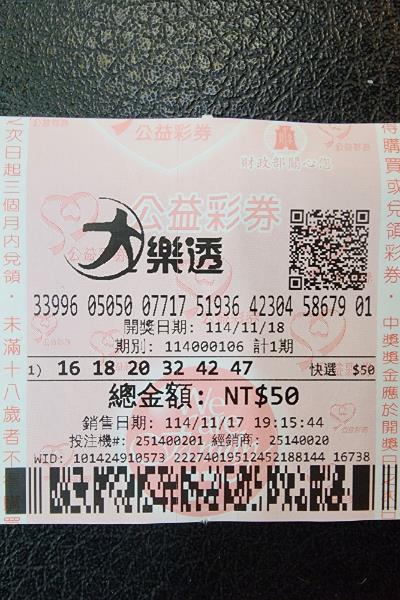 公益彩券
財政部關心您
公益彩券
大樂透
33996 05050 07717 51936 42304 58679 01
開獎日期: 114/11/18
期別: 114000106 計1期
1) 16 18 20 32 42 47 快選 $50
總金額: NT$50
銷售日期: 114/11/17 19:15:44
投注機#: 251400201 經銷商: 25140020
WID: 101424910573 22274019512452188144 16738
之次日起三個月內兌領。未滿十八歲者不
得購買或兌領彩券。中獎獎金應於開獎日